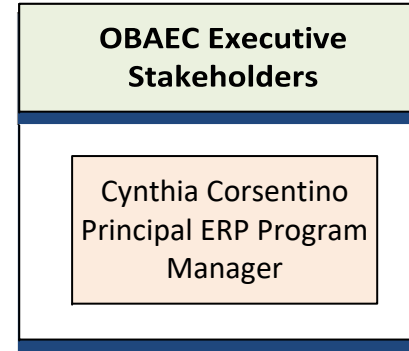 OBAEC Executive
Stakeholders
Cynthia Corsentino
Principal ERP Program
Manager